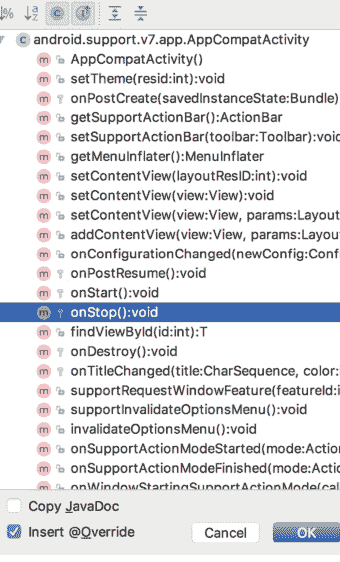 android.support.v7.app.AppCompatActivity
AppCompatActivity()
setTheme(resid:int):void
onPostCreate(savedInstanceState:Bundle)
getSupportActionBar():ActionBar
setSupportActionBar(toolbar:Toolbar):void
getMenuInflater():MenuInflater
setContentView(layoutResID:int):void
setContentView(view:View):void
setContentView(view:View, params:Layout
addContentView(view:View, params:Layout
onConfigurationChanged(newConfig:Conf
onPostResume():void
onStart():void
onStop():void
findViewById(id:int):T
onDestroy():void
onTitleChanged(title:CharSequence, color:
supportRequestWindowFeature(featureId:i
supportInvalidateOptionsMenu():void
invalidateOptionsMenu():void
onSupportActionModeStarted(mode:Action
onSupportActionModeFinished(mode:Actio
onWindowStartingSupportActionMode(cal
Copy JavaDoc
Insert @Override
Cancel OK